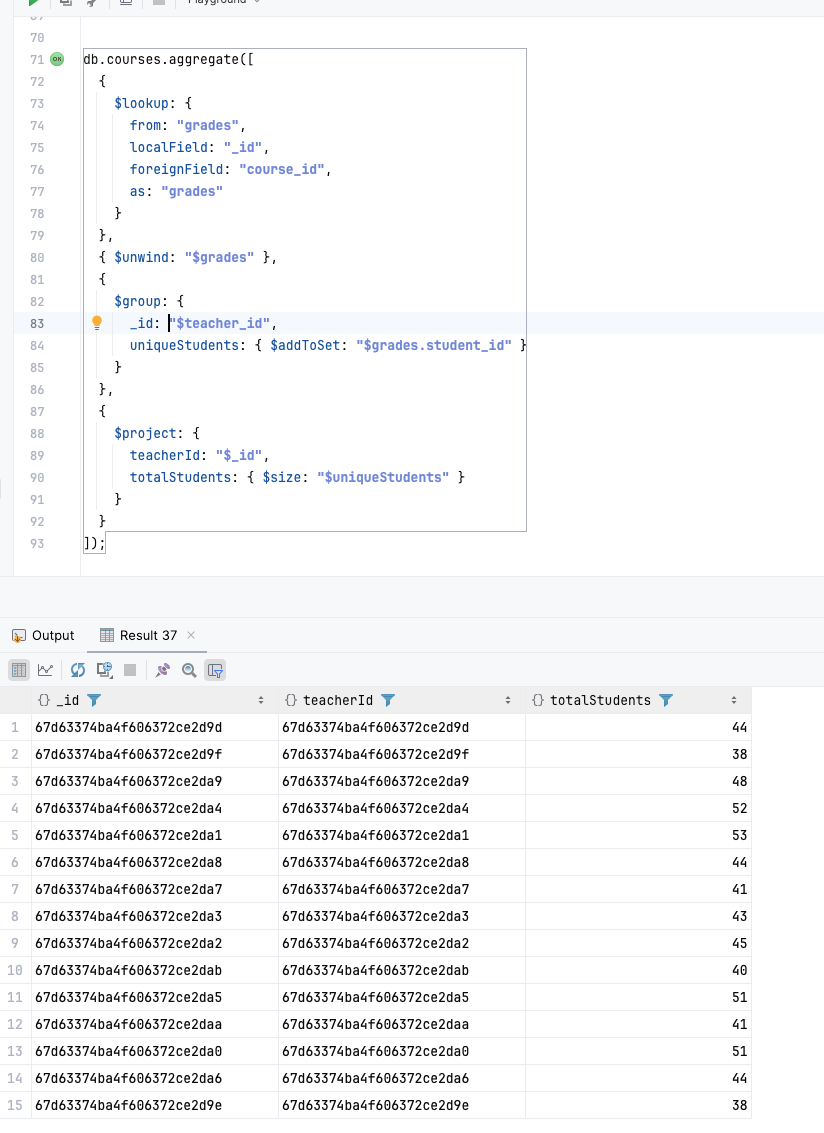 Playground
69
70
71 db.courses.aggregate([
72 {
73 $lookup: {
74 from: "grades",
75 localField: "_id",
76 foreignField: "course_id",
77 as: "grades"
78 }
79 },
80 { $unwind: "$grades" },
81 {
82 $group: {
83 _id: "$teacher_id",
84 uniqueStudents: { $addToSet: "$grades.student_id" }
85 }
86 },
87 {
88 $project: {
89 teacherId: "$_id",
90 totalStudents: { $size: "$uniqueStudents" }
91 }
92 }
93 ]);
Output Result 37
{} _id {} teacherId {} totalStudents
1 67d63374ba4f606372ce2d9d 67d63374ba4f606372ce2d9d 44
2 67d63374ba4f606372ce2d9f 67d63374ba4f606372ce2d9f 38
3 67d63374ba4f606372ce2da9 67d63374ba4f606372ce2da9 48
4 67d63374ba4f606372ce2da4 67d63374ba4f606372ce2da4 52
5 67d63374ba4f606372ce2da1 67d63374ba4f606372ce2da1 53
6 67d63374ba4f606372ce2da8 67d63374ba4f606372ce2da8 44
7 67d63374ba4f606372ce2da7 67d63374ba4f606372ce2da7 41
8 67d63374ba4f606372ce2da3 67d63374ba4f606372ce2da3 43
9 67d63374ba4f606372ce2da2 67d63374ba4f606372ce2da2 45
10 67d63374ba4f606372ce2dab 67d63374ba4f606372ce2dab 40
11 67d63374ba4f606372ce2da5 67d63374ba4f606372ce2da5 51
12 67d63374ba4f606372ce2daa 67d63374ba4f606372ce2daa 41
13 67d63374ba4f606372ce2da0 67d63374ba4f606372ce2da0 51
14 67d63374ba4f606372ce2da6 67d63374ba4f606372ce2da6 44
15 67d63374ba4f606372ce2d9e 67d63374ba4f606372ce2d9e 38